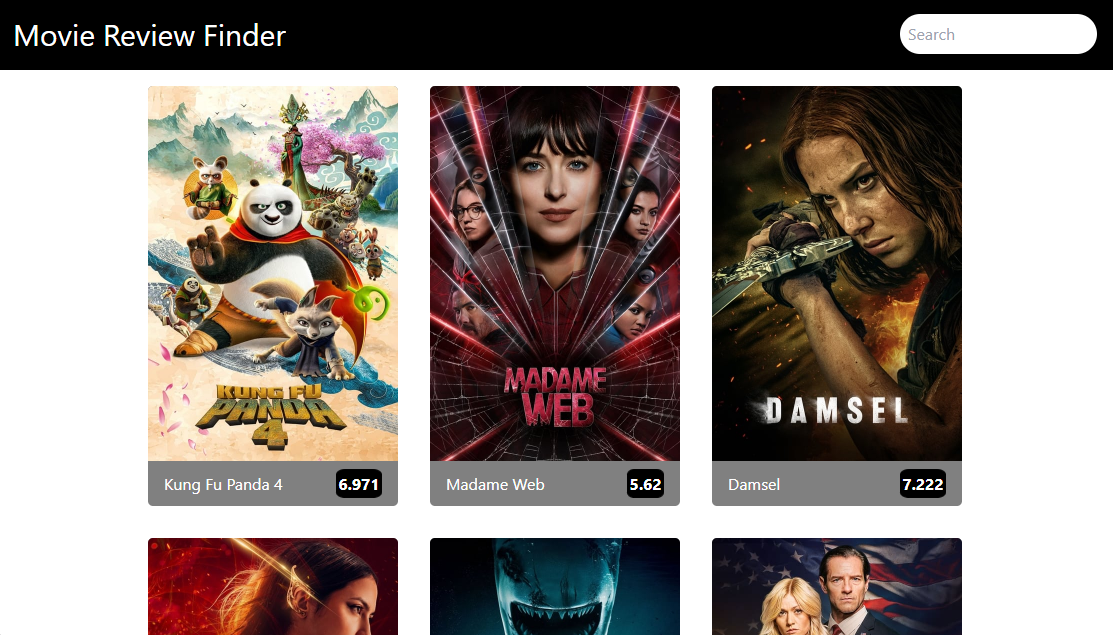 Movie Review Finder
Search
KUNG FU
PANDA
4
MADAME
WEB
DAMSEL
Kung Fu Panda 4 6.971
Madame Web 5.62
Damsel 7.222